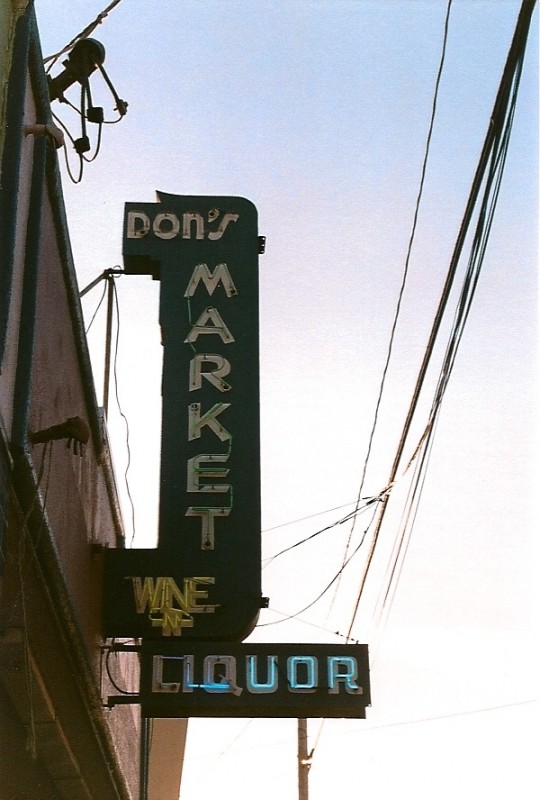 Don's
MARKET
WINE
-N-
LIQUOR